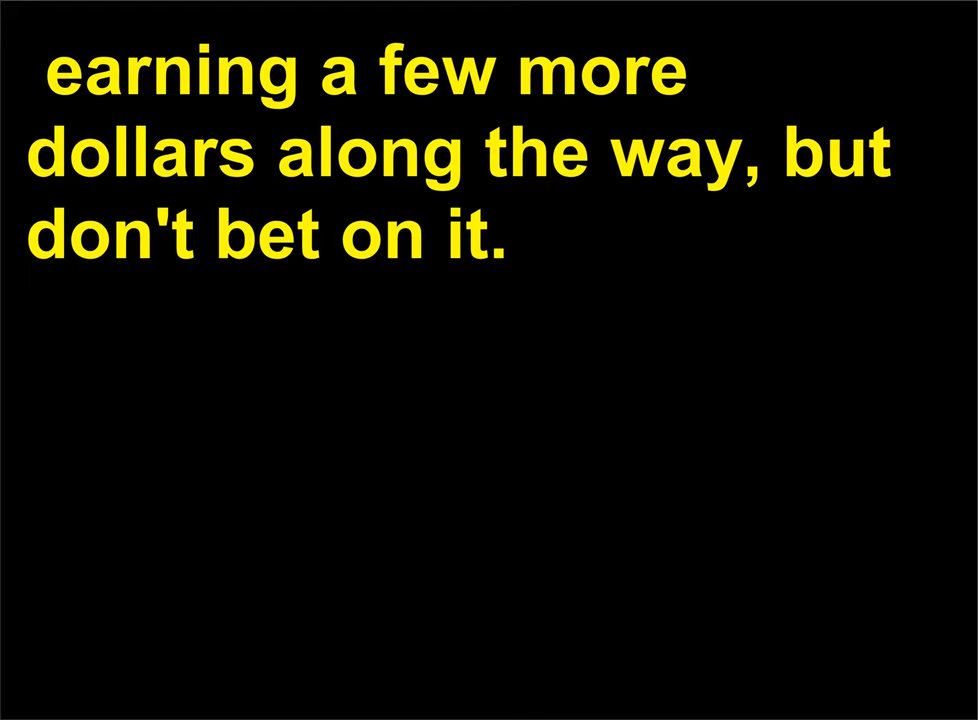 earning a few more
dollars along the way, but
don't bet on it.